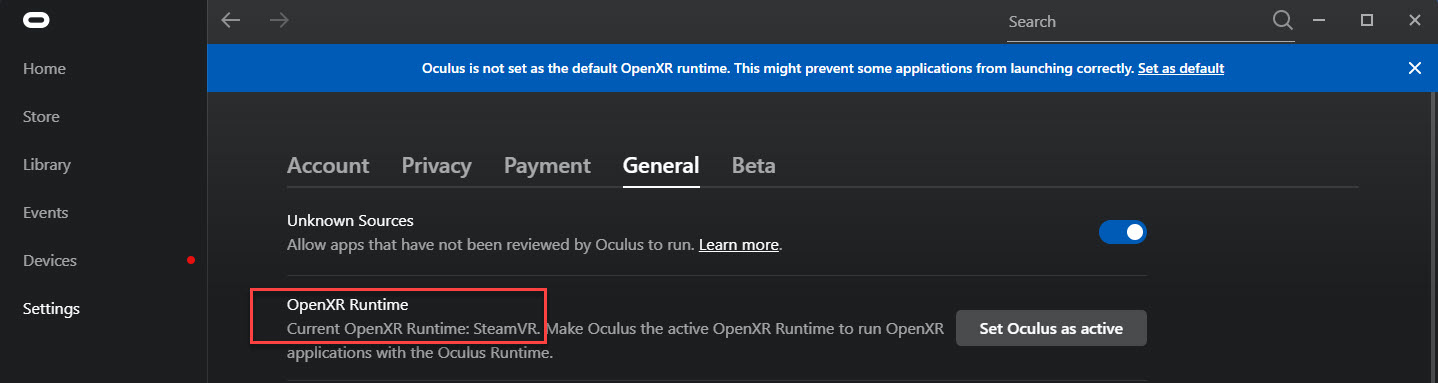 Search
Home
Store
Library
Events
Devices
Settings
Oculus is not set as the default OpenXR runtime. This might prevent some applications from launching correctly. Set as default
Account Privacy Payment General Beta
Unknown Sources
Allow apps that have not been reviewed by Oculus to run. Learn more.
OpenXR Runtime
Current OpenXR Runtime: SteamVR. Make Oculus the active OpenXR Runtime to run OpenXR
applications with the Oculus Runtime.
Set Oculus as active